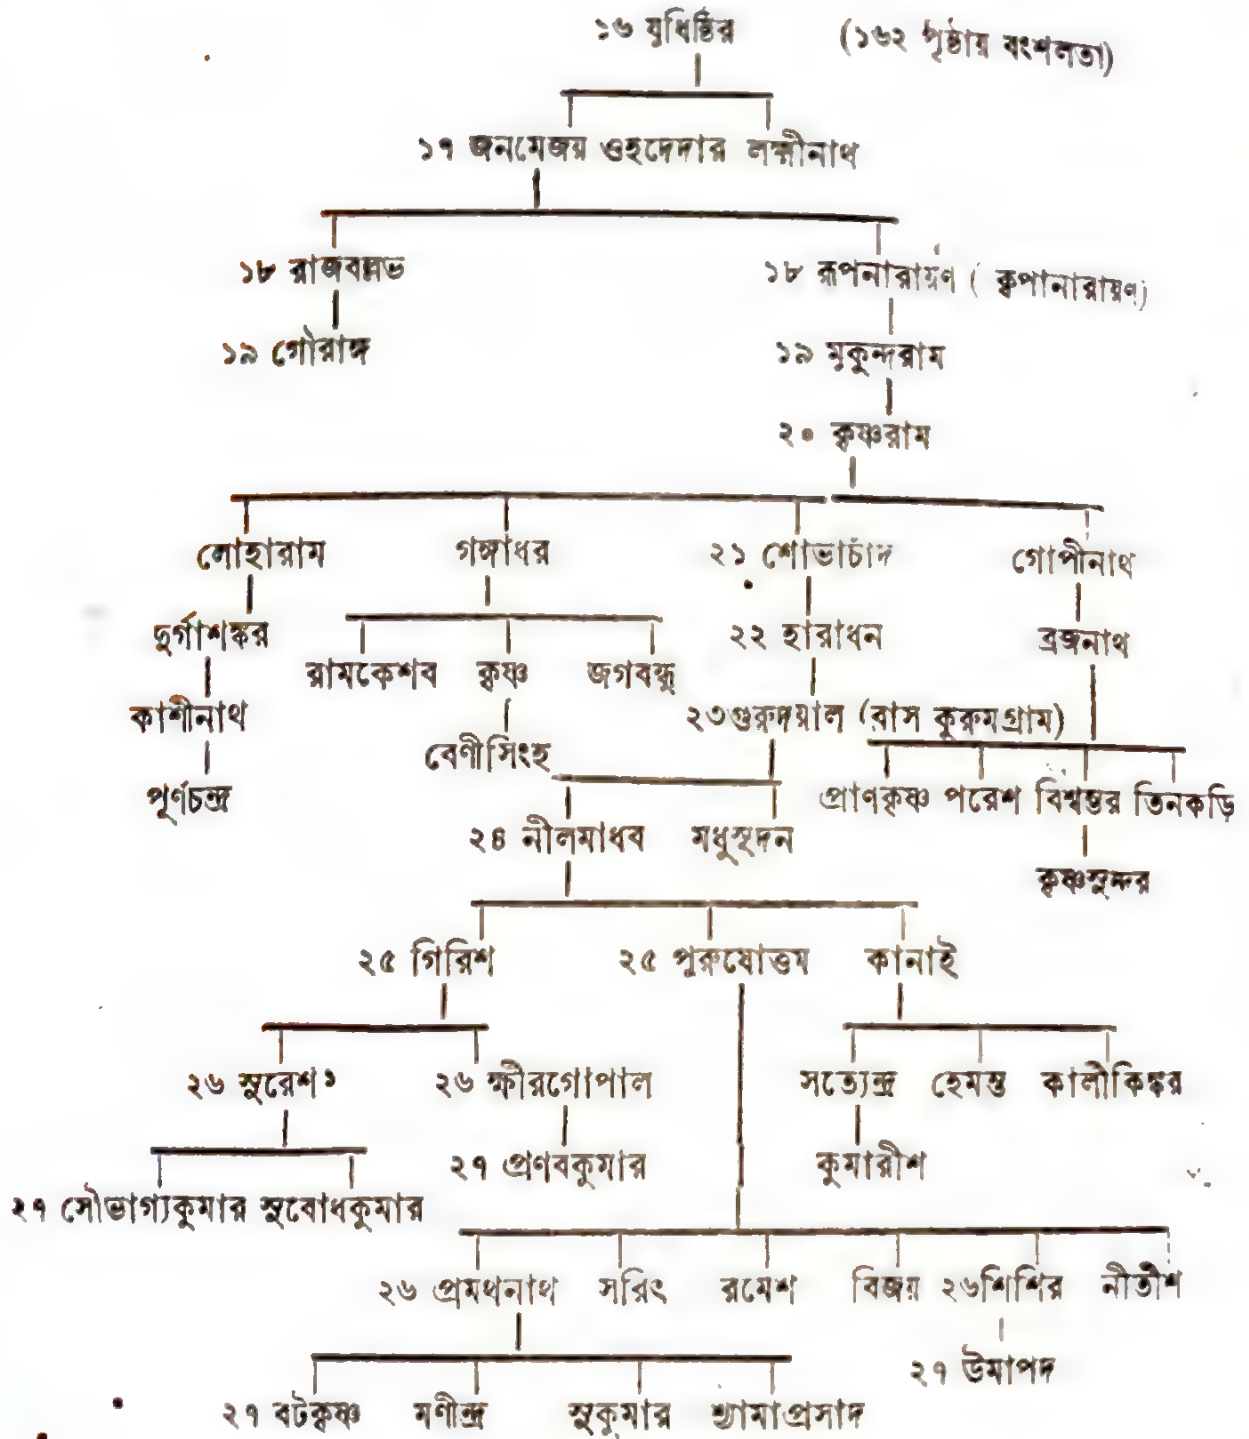 ১৬ যুধিষ্ঠির (১৬২ পৃষ্ঠায় বংশলতা)
১৭ জনমেজয় ওহদেদার লক্ষ্মীনাথ
১৮ রাজবল্লভ ১৮ রূপনারায়ণ ( কৃপানারায়ণ)
১৯ গৌরাঙ্গ ১৯ মুকুন্দরাম
২০ কৃষ্ণরাম
লোহারাম গঙ্গাধর ২১ শোভাচাঁদ গোপীনাথ
দুর্গাশঙ্কর ২২ হারাধন ব্রজনাথ
রামকেশব কৃষ্ণ জগবন্ধু
কাশীনাথ ২৩গুরুদয়াল (বাস কুরুমগ্রাম)
বেণীসিংহ
পূর্ণচন্দ্র প্রাণকৃষ্ণ পরেশ বিশ্বম্ভর তিনকড়ি
২৪ নীলমাধব মধুসূদন
কৃষ্ণসুন্দর
২৫ গিরিশ ২৫ পুরুষোত্তম কানাই
২৬ সুরেশ১ ২৬ ক্ষীরগোপাল সত্যেন্দ্র হেমন্ত কালীকিঙ্কর
২৭ প্রণবকুমার কুমারীশ
২৭ সৌভাগ্যকুমার সুবোধকুমার
২৬ প্রমথনাথ সরিৎ রমেশ বিজয় ২৬শিশির নীতীশ
২৭ উমাপদ
২৭ বটকৃষ্ণ মণীন্দ্র সুকুমার শ্যামাপ্রসাদ